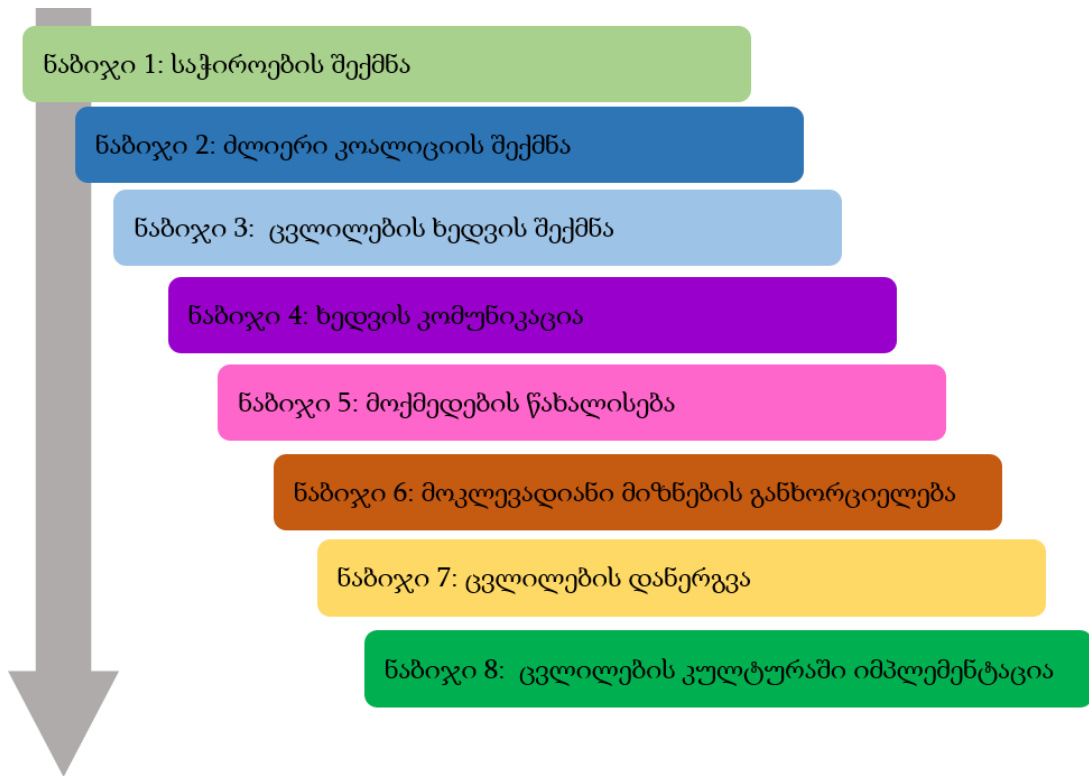 ნაბიჯი 1: საჭიროების შექმნა
ნაბიჯი 2: ძლიერი კოალიციის შექმნა
ნაბიჯი 3:  ცვლილების ხედვის შექმნა
ნაბიჯი 4: ხედვის კომუნიკაცია
ნაბიჯი 5: მოქმედების წახალისება
ნაბიჯი 6: მოკლევადიანი მიზნების განხორციელება
ნაბიჯი 7: ცვლილების დანერგვა
ნაბიჯი 8:  ცვლილების კულტურაში იმპლემენტაცია